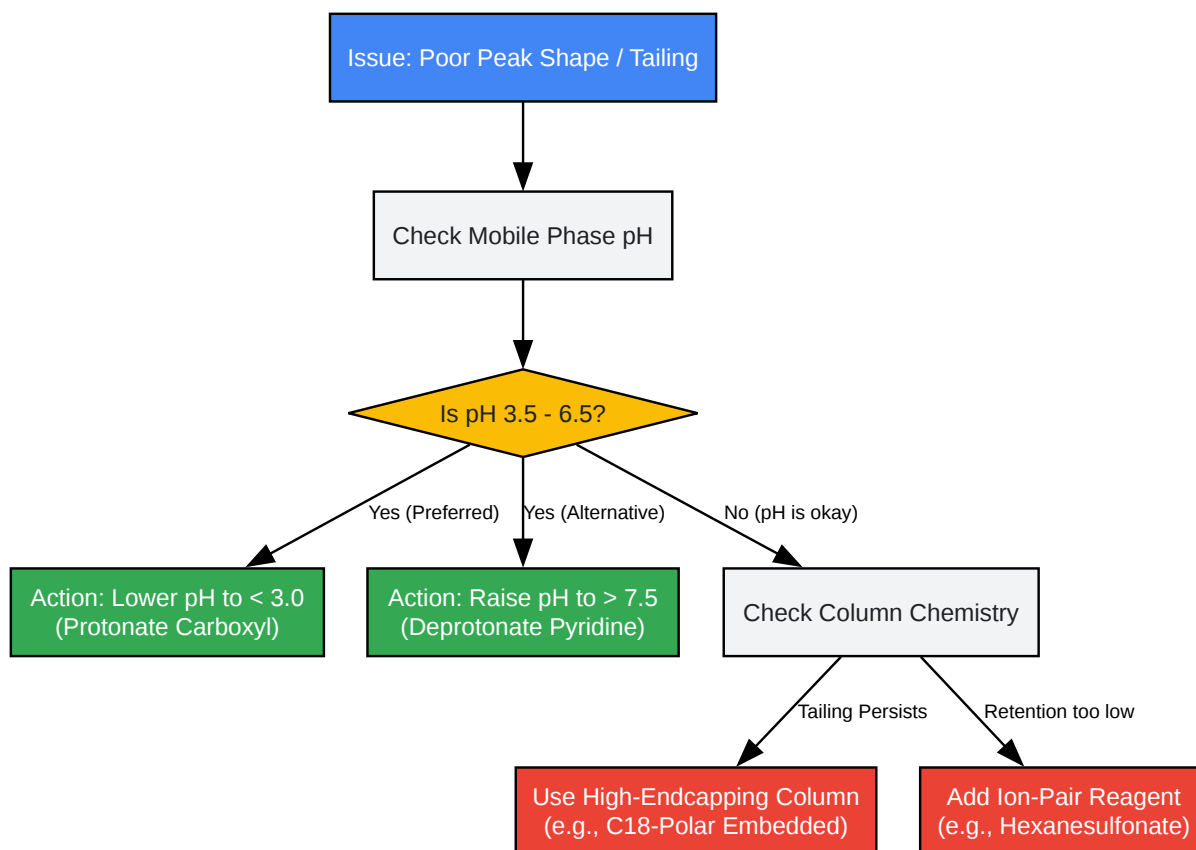 Issue: Poor Peak Shape / Tailing
Check Mobile Phase pH
Is pH 3.5 - 6.5?
Yes (Preferred)
Yes (Alternative)
No (pH is okay)
Action: Lower pH to < 3.0
(Protonate Carboxyl)
Action: Raise pH to > 7.5
(Deprotonate Pyridine)
Check Column Chemistry
Tailing Persists
Retention too low
Use High-Endcapping Column
(e.g., C18-Polar Embedded)
Add Ion-Pair Reagent
(e.g., Hexanesulfonate)